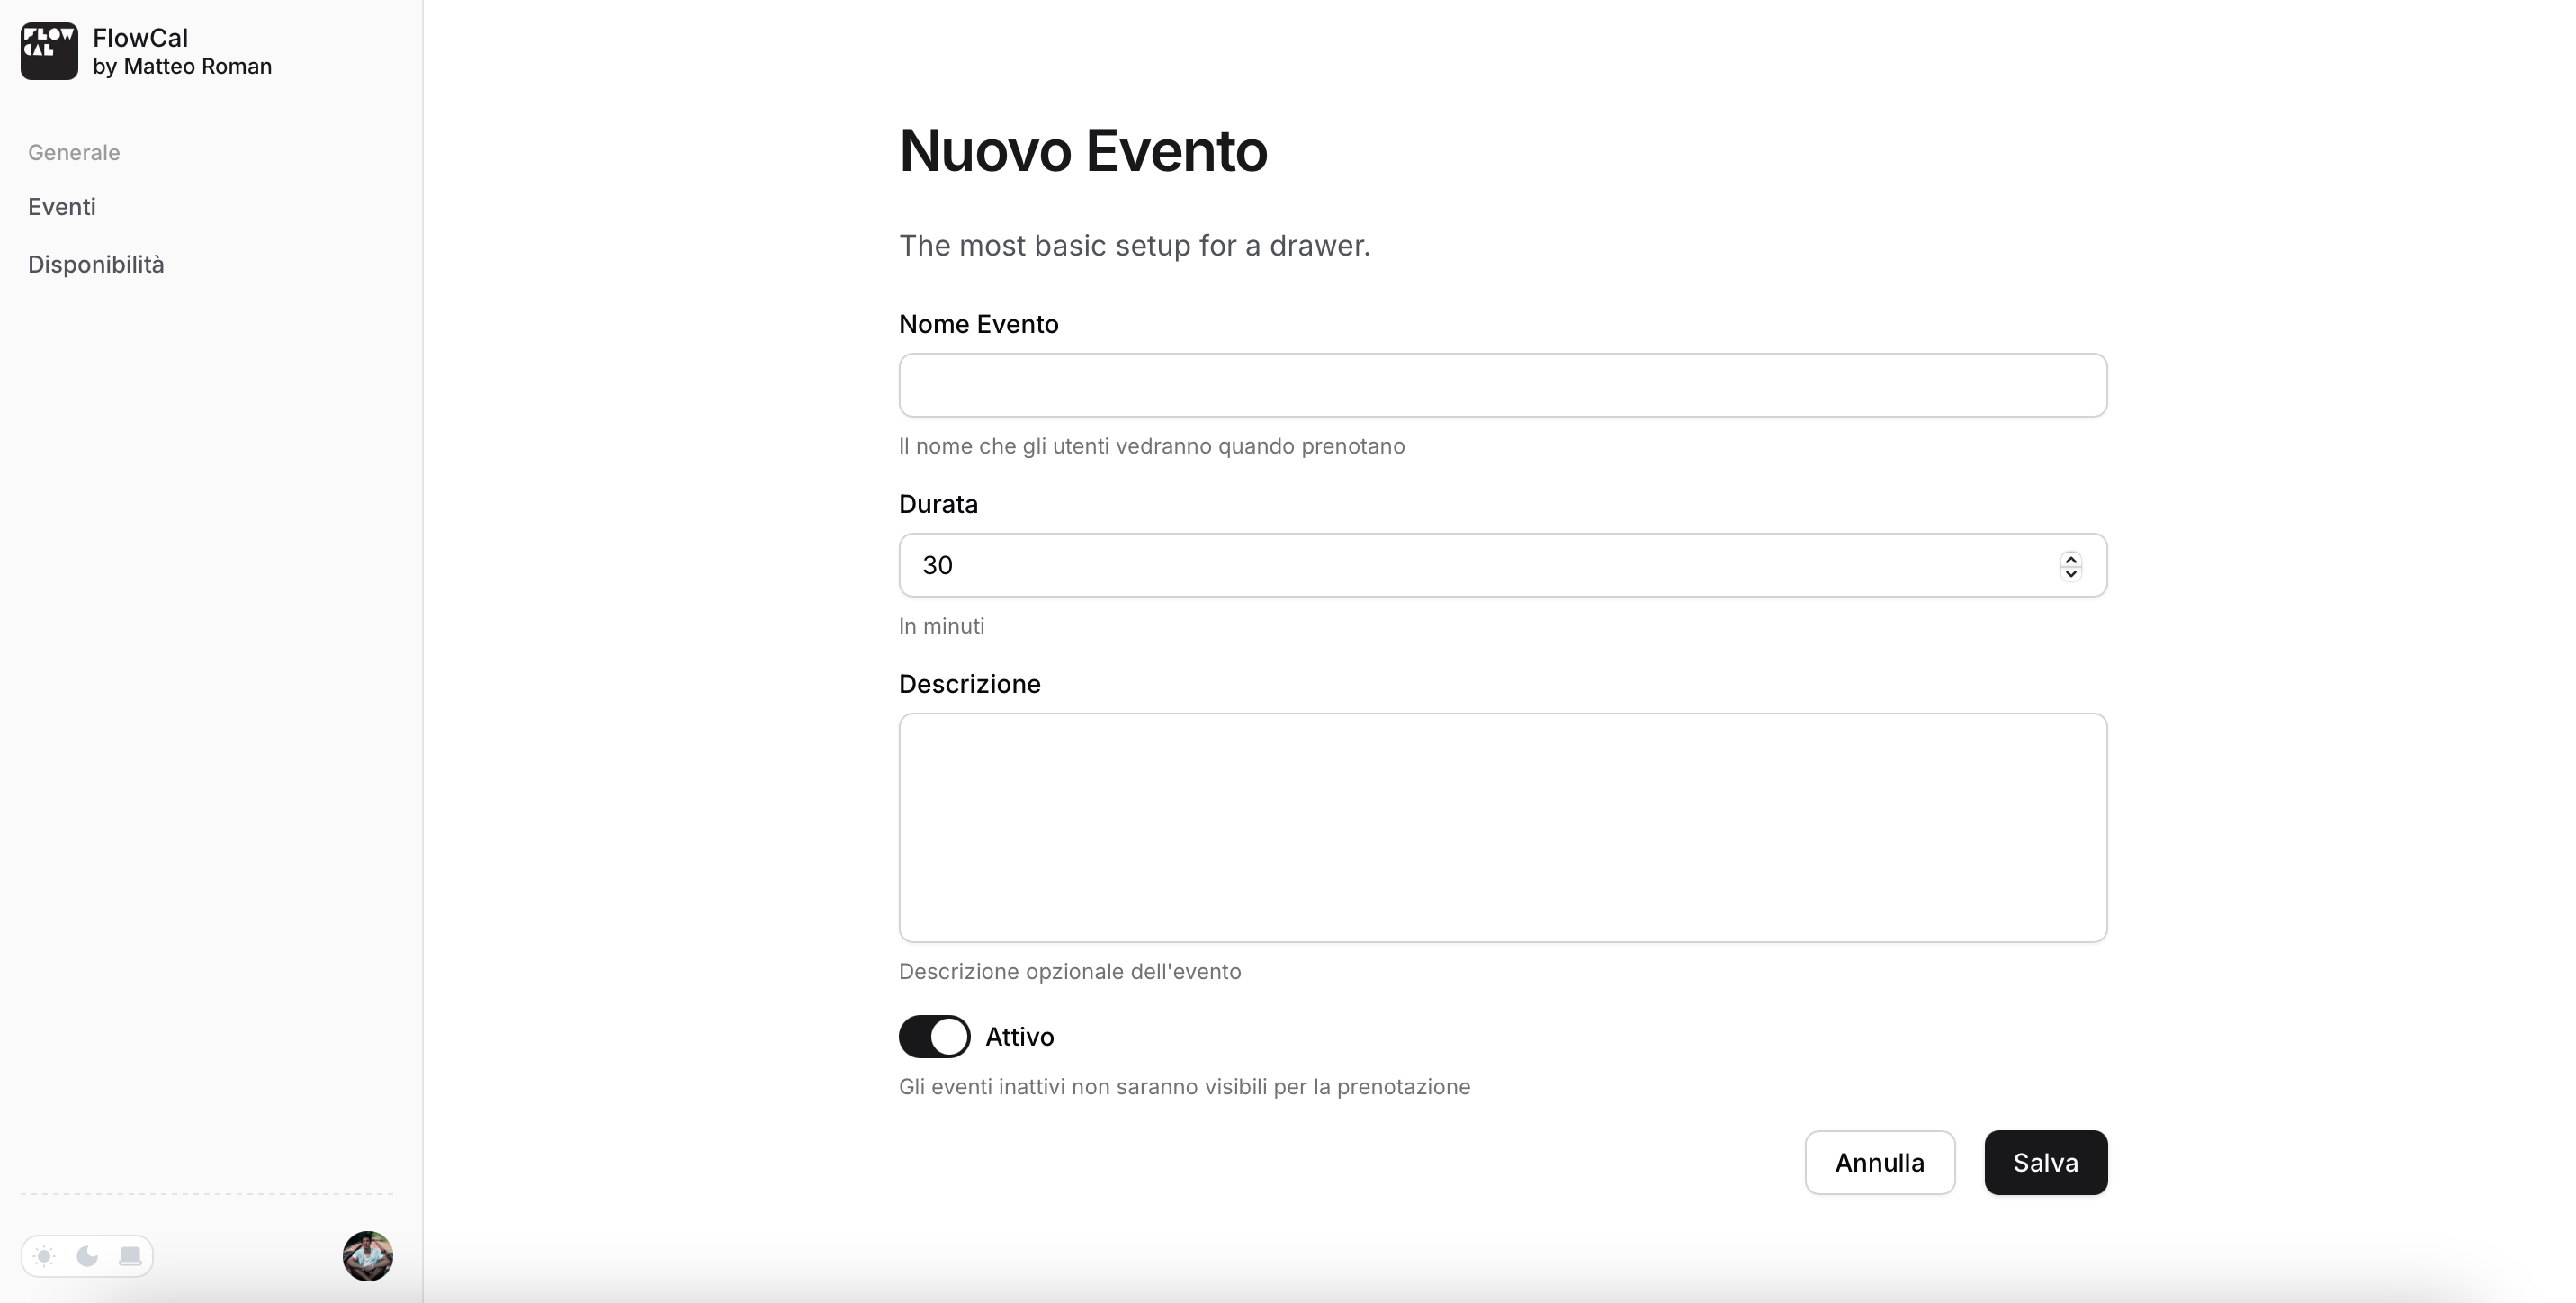 FLOW
CAL
FlowCal
by Matteo Roman
Generale
Eventi
Disponibilità
Nuovo Evento
The most basic setup for a drawer.
Nome Evento
Il nome che gli utenti vedranno quando prenotano
Durata
30
In minuti
Descrizione
Descrizione opzionale dell'evento
Attivo
Gli eventi inattivi non saranno visibili per la prenotazione
Annulla
Salva